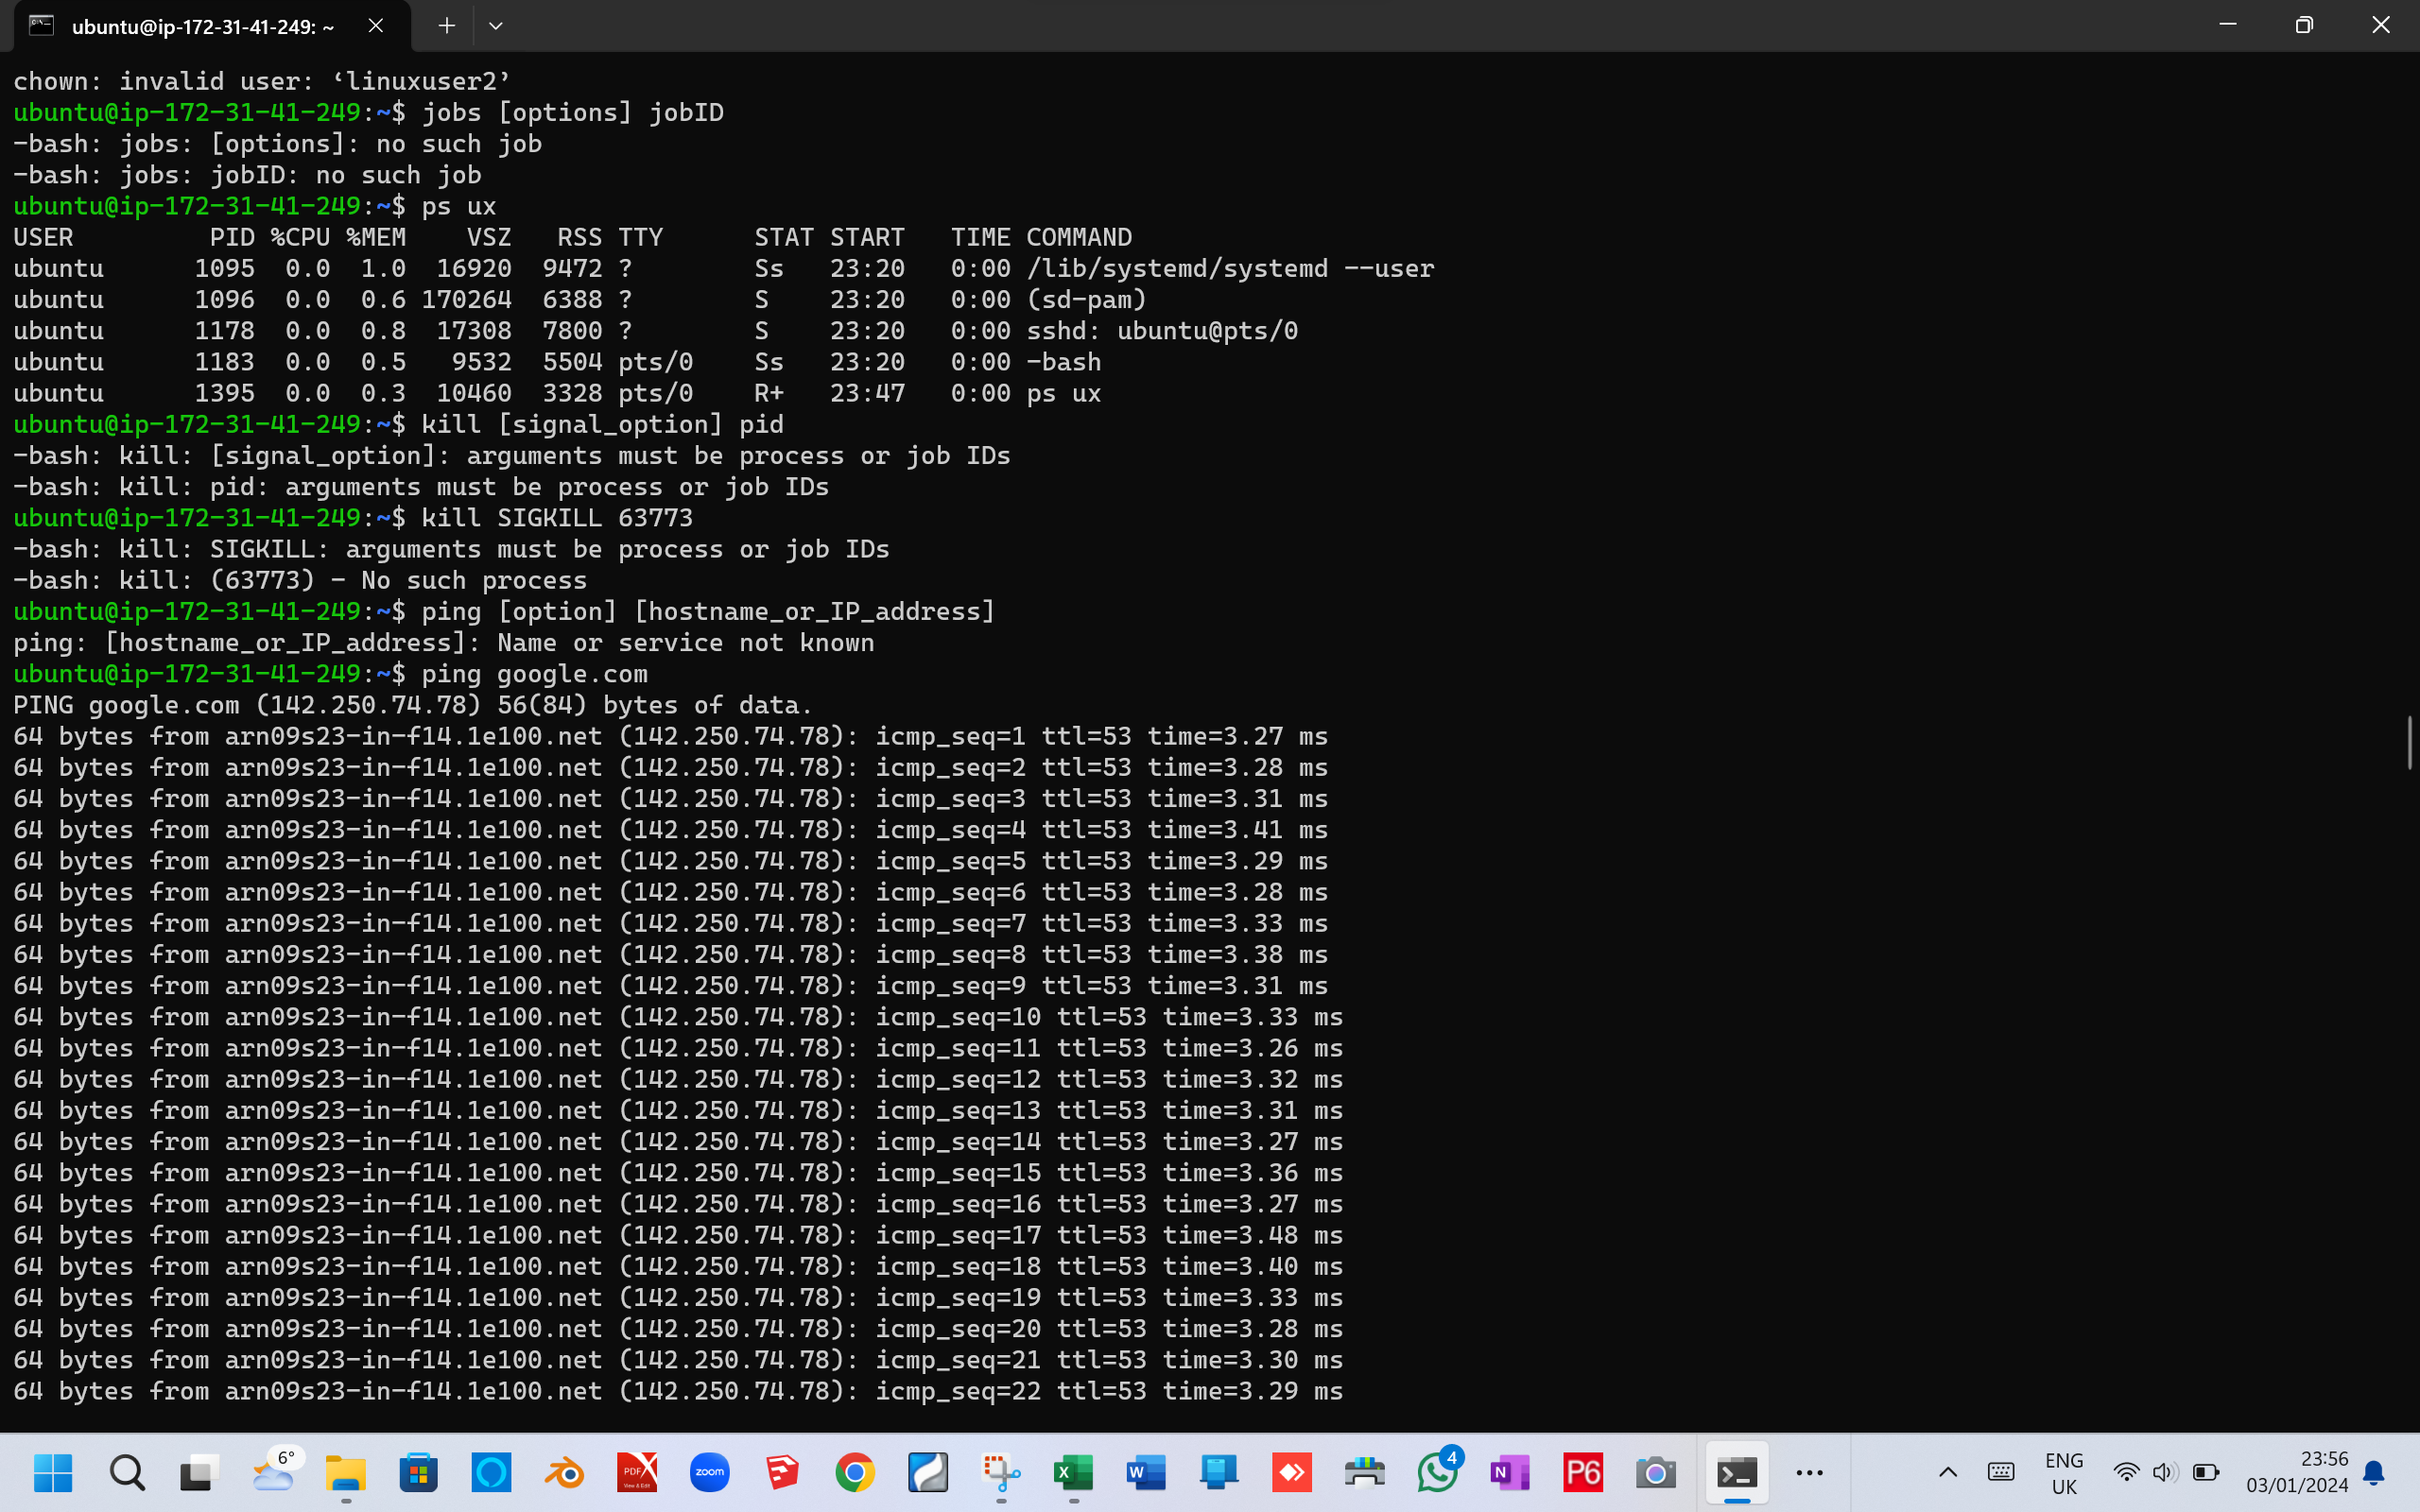 ubuntu@ip-172-31-41-249: ~
chown: invalid user: ‘linuxuser2’
ubuntu@ip-172-31-41-249:~$ jobs [options] jobID
-bash: jobs: [options]: no such job
-bash: jobs: jobID: no such job
ubuntu@ip-172-31-41-249:~$ ps ux
USER         PID %CPU %MEM    VSZ   RSS TTY      STAT START   TIME COMMAND
ubuntu      1095  0.0  1.0  16920  9472 ?        Ss   23:20   0:00 /lib/systemd/systemd --user
ubuntu      1096  0.0  0.6 170264  6388 ?        S    23:20   0:00 (sd-pam)
ubuntu      1178  0.0  0.8  17308  7800 ?        S    23:20   0:00 sshd: ubuntu@pts/0
ubuntu      1183  0.0  0.5   9532  5504 pts/0    Ss   23:20   0:00 -bash
ubuntu      1395  0.0  0.3  10460  3328 pts/0    R+   23:47   0:00 ps ux
ubuntu@ip-172-31-41-249:~$ kill [signal_option] pid
-bash: kill: [signal_option]: arguments must be process or job IDs
-bash: kill: pid: arguments must be process or job IDs
ubuntu@ip-172-31-41-249:~$ kill SIGKILL 63773
-bash: kill: SIGKILL: arguments must be process or job IDs
-bash: kill: (63773) - No such process
ubuntu@ip-172-31-41-249:~$ ping [option] [hostname_or_IP_address]
ping: [hostname_or_IP_address]: Name or service not known
ubuntu@ip-172-31-41-249:~$ ping google.com
PING google.com (142.250.74.78) 56(84) bytes of data.
64 bytes from arn09s23-in-f14.1e100.net (142.250.74.78): icmp_seq=1 ttl=53 time=3.27 ms
64 bytes from arn09s23-in-f14.1e100.net (142.250.74.78): icmp_seq=2 ttl=53 time=3.28 ms
64 bytes from arn09s23-in-f14.1e100.net (142.250.74.78): icmp_seq=3 ttl=53 time=3.31 ms
64 bytes from arn09s23-in-f14.1e100.net (142.250.74.78): icmp_seq=4 ttl=53 time=3.41 ms
64 bytes from arn09s23-in-f14.1e100.net (142.250.74.78): icmp_seq=5 ttl=53 time=3.29 ms
64 bytes from arn09s23-in-f14.1e100.net (142.250.74.78): icmp_seq=6 ttl=53 time=3.28 ms
64 bytes from arn09s23-in-f14.1e100.net (142.250.74.78): icmp_seq=7 ttl=53 time=3.33 ms
64 bytes from arn09s23-in-f14.1e100.net (142.250.74.78): icmp_seq=8 ttl=53 time=3.38 ms
64 bytes from arn09s23-in-f14.1e100.net (142.250.74.78): icmp_seq=9 ttl=53 time=3.31 ms
64 bytes from arn09s23-in-f14.1e100.net (142.250.74.78): icmp_seq=10 ttl=53 time=3.33 ms
64 bytes from arn09s23-in-f14.1e100.net (142.250.74.78): icmp_seq=11 ttl=53 time=3.26 ms
64 bytes from arn09s23-in-f14.1e100.net (142.250.74.78): icmp_seq=12 ttl=53 time=3.32 ms
64 bytes from arn09s23-in-f14.1e100.net (142.250.74.78): icmp_seq=13 ttl=53 time=3.31 ms
64 bytes from arn09s23-in-f14.1e100.net (142.250.74.78): icmp_seq=14 ttl=53 time=3.27 ms
64 bytes from arn09s23-in-f14.1e100.net (142.250.74.78): icmp_seq=15 ttl=53 time=3.36 ms
64 bytes from arn09s23-in-f14.1e100.net (142.250.74.78): icmp_seq=16 ttl=53 time=3.27 ms
64 bytes from arn09s23-in-f14.1e100.net (142.250.74.78): icmp_seq=17 ttl=53 time=3.48 ms
64 bytes from arn09s23-in-f14.1e100.net (142.250.74.78): icmp_seq=18 ttl=53 time=3.40 ms
64 bytes from arn09s23-in-f14.1e100.net (142.250.74.78): icmp_seq=19 ttl=53 time=3.33 ms
64 bytes from arn09s23-in-f14.1e100.net (142.250.74.78): icmp_seq=20 ttl=53 time=3.28 ms
64 bytes from arn09s23-in-f14.1e100.net (142.250.74.78): icmp_seq=21 ttl=53 time=3.30 ms
64 bytes from arn09s23-in-f14.1e100.net (142.250.74.78): icmp_seq=22 ttl=53 time=3.29 ms
6°
PDF
View & Edit
zoom
X
W
4
N
P6
ENG
UK
23:56
03/01/2024